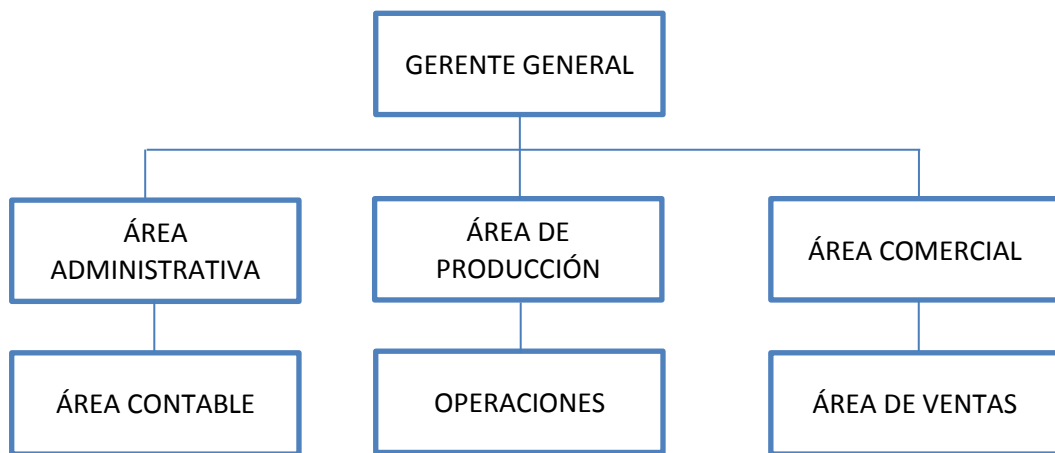 GERENTE GENERAL
ÁREA
ADMINISTRATIVA
ÁREA DE
PRODUCCIÓN
ÁREA COMERCIAL
ÁREA CONTABLE
OPERACIONES
ÁREA DE VENTAS